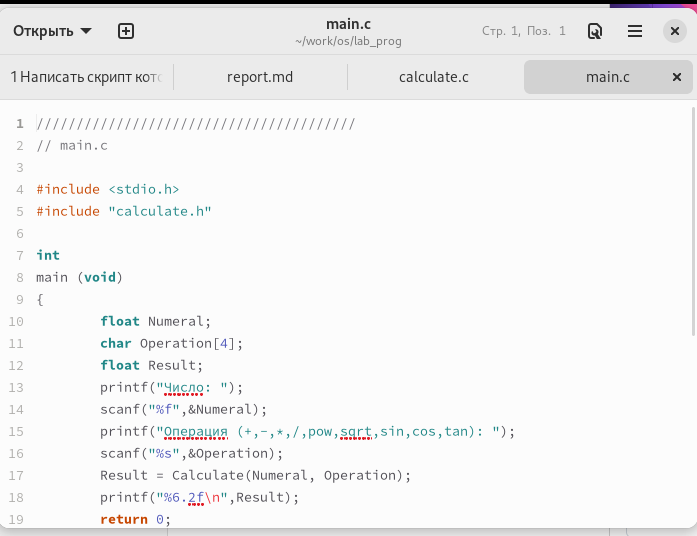 Открыть
main.c
~/work/os/lab_prog
Стр. 1, Поз. 1
1 Написать скрипт кото
report.md
calculate.c
main.c
1 ////////////////////////////////////////
2 // main.c
3
4 #include <stdio.h>
5 #include "calculate.h"
6
7 int
8 main (void)
9 {
10 float Numeral;
11 char Operation[4];
12 float Result;
13 printf("Число: ");
14 scanf("%f",&Numeral);
15 printf("Операция (+,-,*,/,pow,sqrt,sin,cos,tan): ");
16 scanf("%s",&Operation);
17 Result = Calculate(Numeral, Operation);
18 printf("%6.2f\n",Result);
19 return 0;